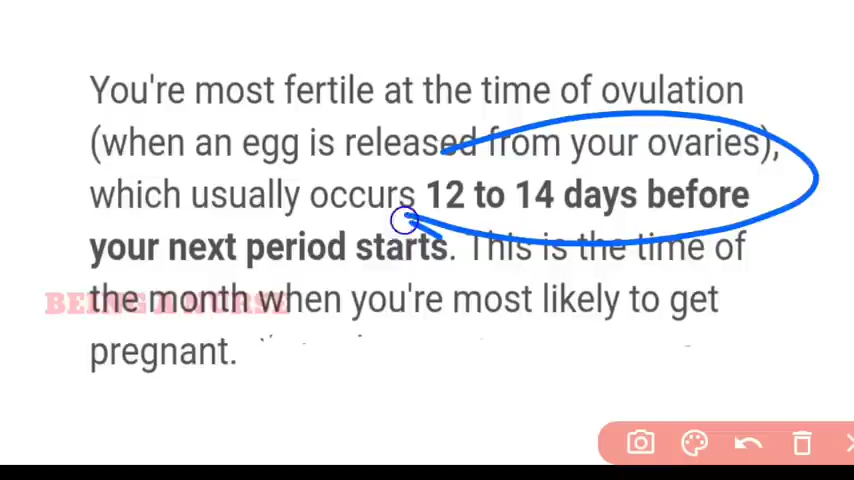 You're most fertile at the time of ovulation
(when an egg is released from your ovaries),
which usually occurs 12 to 14 days before
your next period starts. This is the time of
the month when you're most likely to get
BEING A NURSE
pregnant.